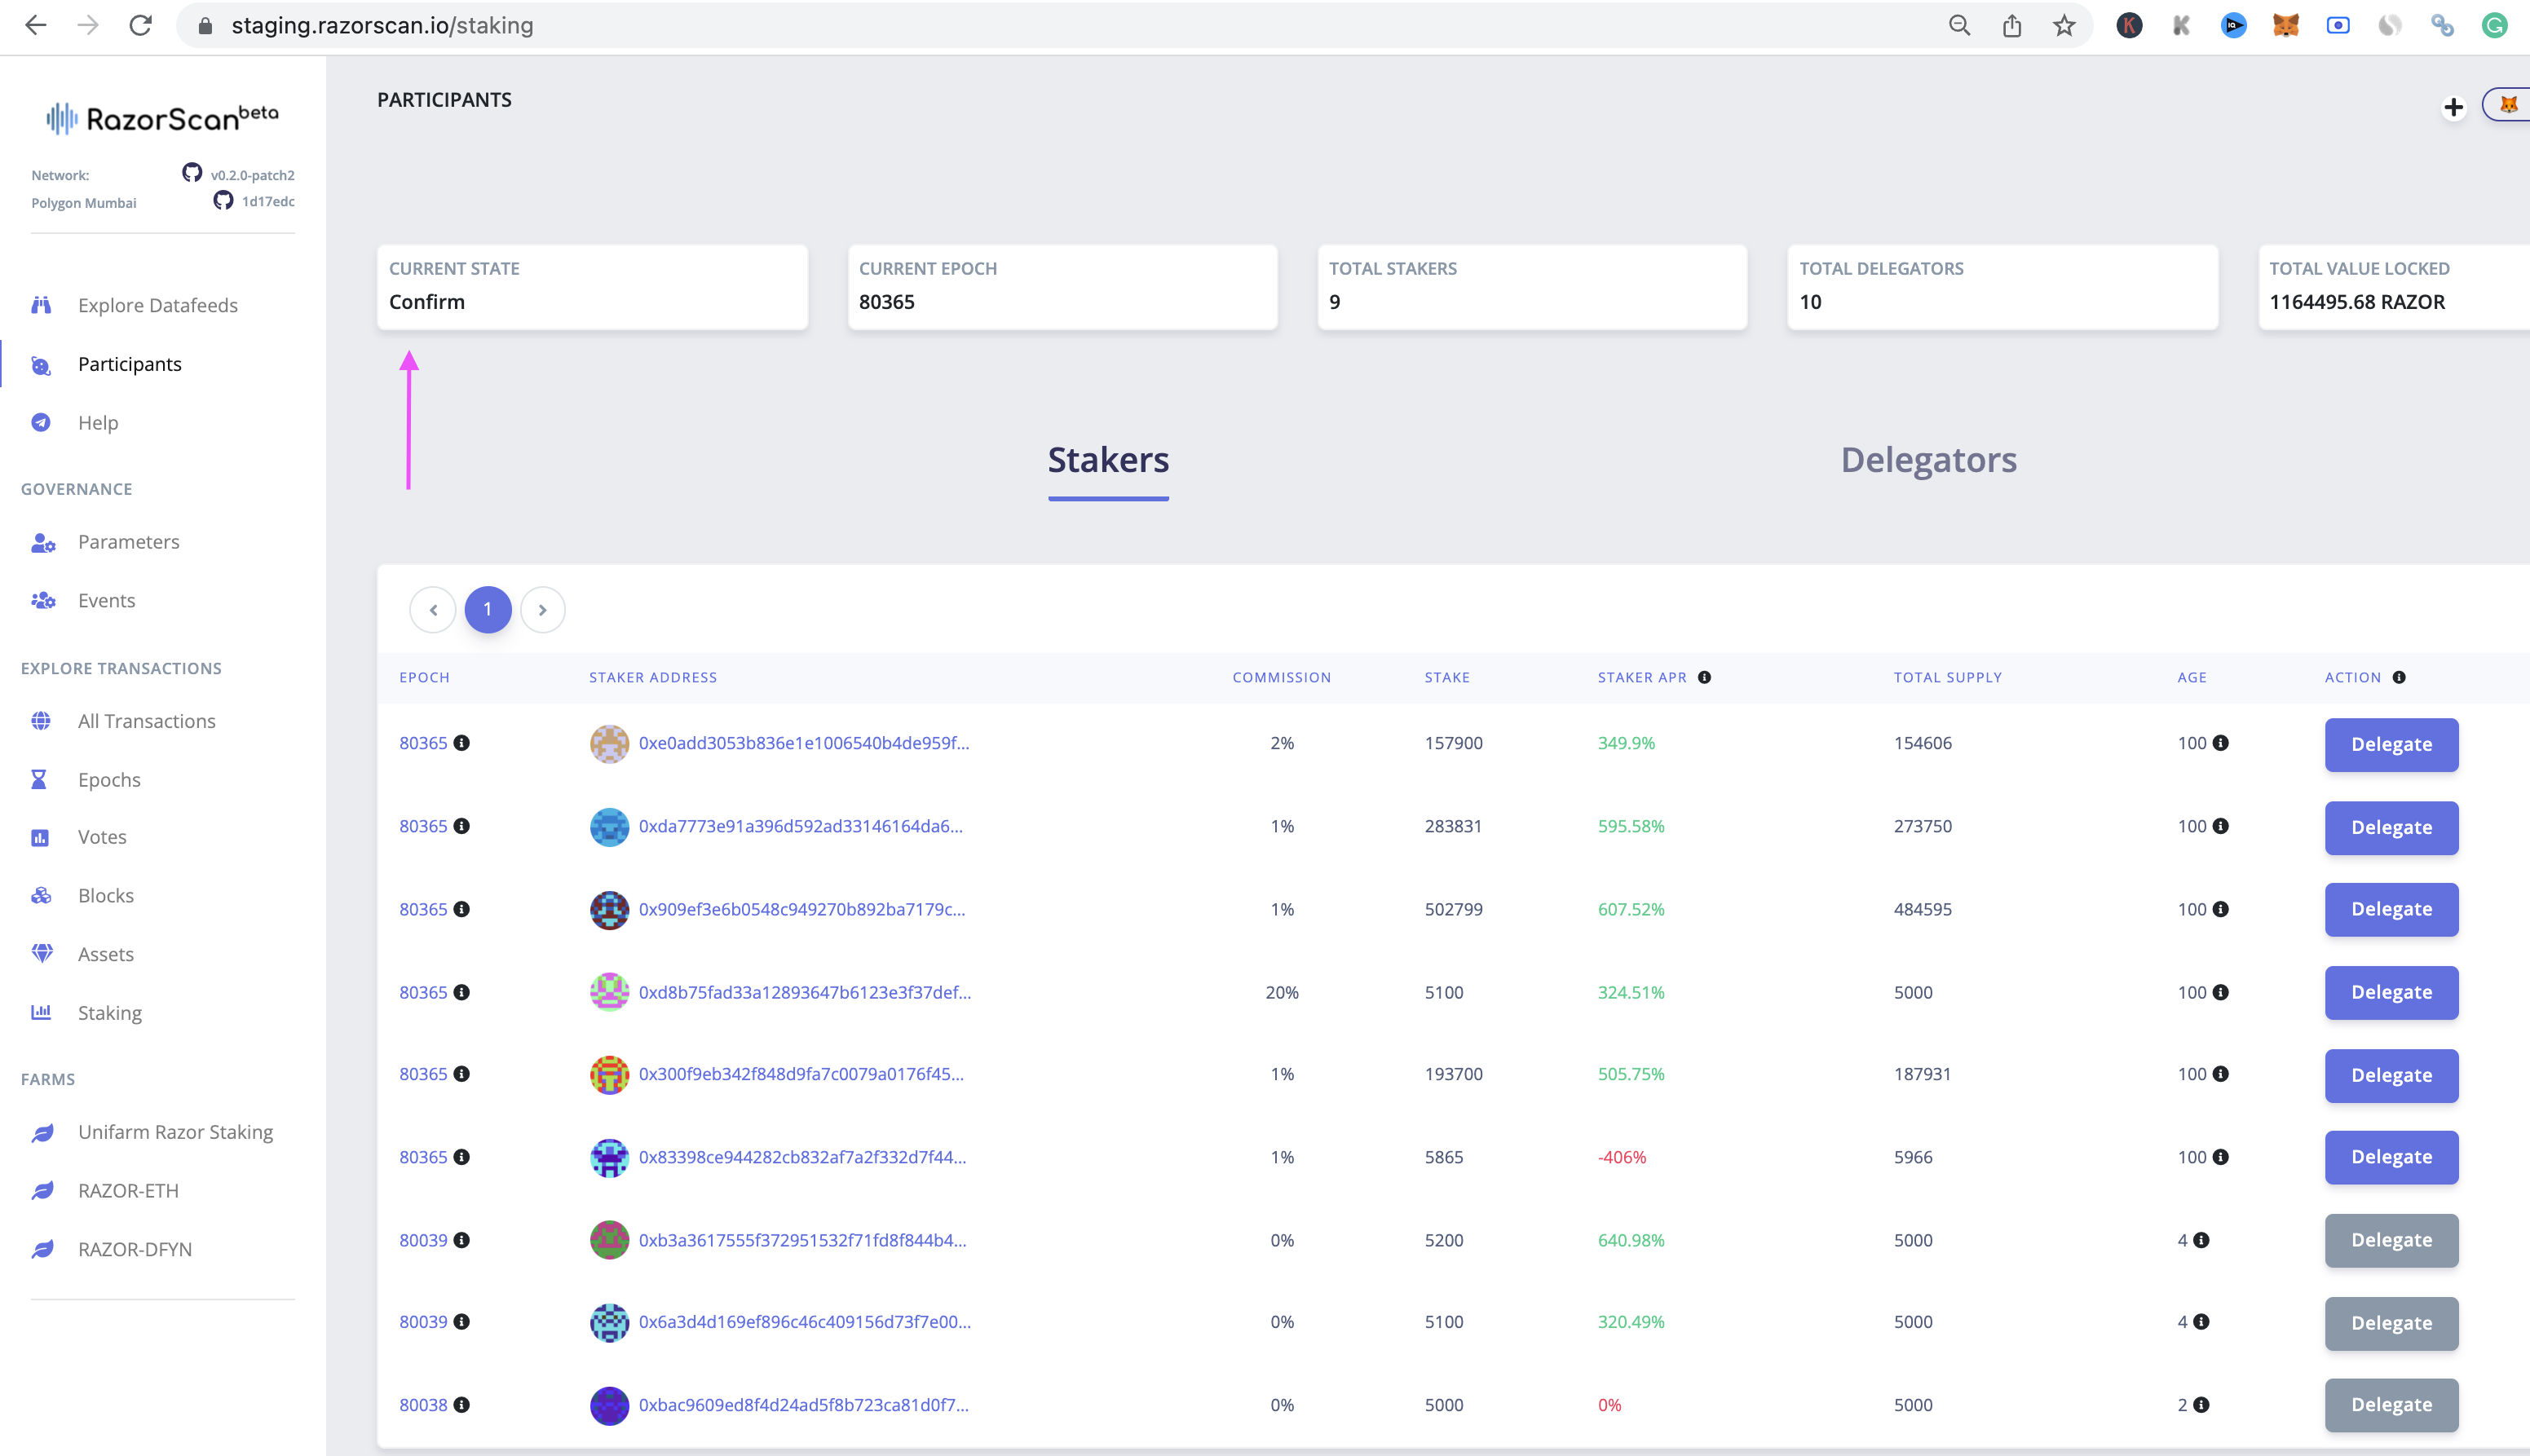 staging.razorscan.io/staking
RazorScan beta
Network:
v0.2.0-patch2
Polygon Mumbai
1d17edc
Explore Datafeeds
Participants
Help
GOVERNANCE
Parameters
Events
EXPLORE TRANSACTIONS
All Transactions
Epochs
Votes
Blocks
Assets
Staking
FARMS
Unifarm Razor Staking
RAZOR-ETH
RAZOR-DFYN
PARTICIPANTS
CURRENT STATE
Confirm
CURRENT EPOCH
80365
TOTAL STAKERS
9
TOTAL DELEGATORS
10
TOTAL VALUE LOCKED
1164495.68 RAZOR
Stakers Delegators
1
EPOCH STAKER ADDRESS COMMISSION STAKE STAKER APR TOTAL SUPPLY AGE ACTION
80365 0xe0add3053b836e1e1006540b4de959f... 2% 157900 349.9% 154606 100 Delegate
80365 0xda7773e91a396d592ad33146164da6... 1% 283831 595.58% 273750 100 Delegate
80365 0x909ef3e6b0548c949270b892ba7179c... 1% 502799 607.52% 484595 100 Delegate
80365 0xd8b75fad33a12893647b6123e3f37def... 20% 5100 324.51% 5000 100 Delegate
80365 0x300f9eb342f848d9fa7c0079a0176f45... 1% 193700 505.75% 187931 100 Delegate
80365 0x83398ce944282cb832af7a2f332d7f44... 1% 5865 -406% 5966 100 Delegate
80039 0xb3a3617555f372951532f71fd8f844b4... 0% 5200 640.98% 5000 4 Delegate
80039 0x6a3d4d169ef896c46c409156d73f7e00... 0% 5100 320.49% 5000 4 Delegate
80038 0xbac9609ed8f4d24ad5f8b723ca81d0f7... 0% 5000 0% 5000 2 Delegate